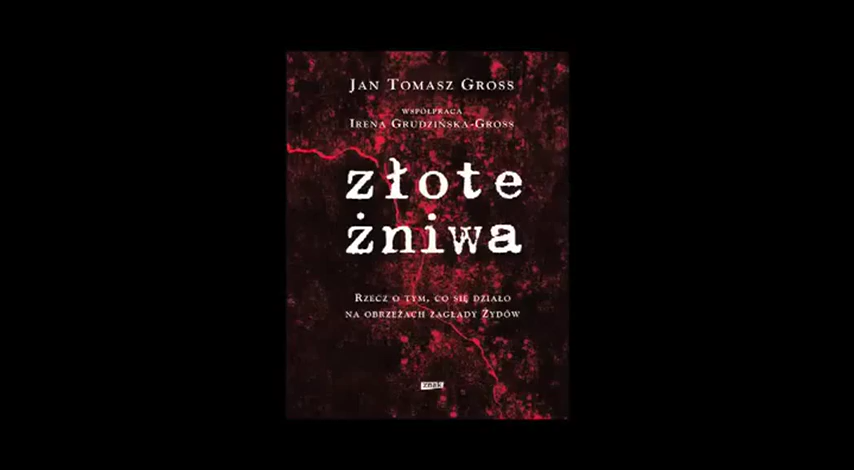 Jan Tomasz Gross
współpraca
Irena Grudzińska-Gross
złote
żniwa
Rzecz o tym, co się działo
na obrzeżach zagłady Żydów
znak